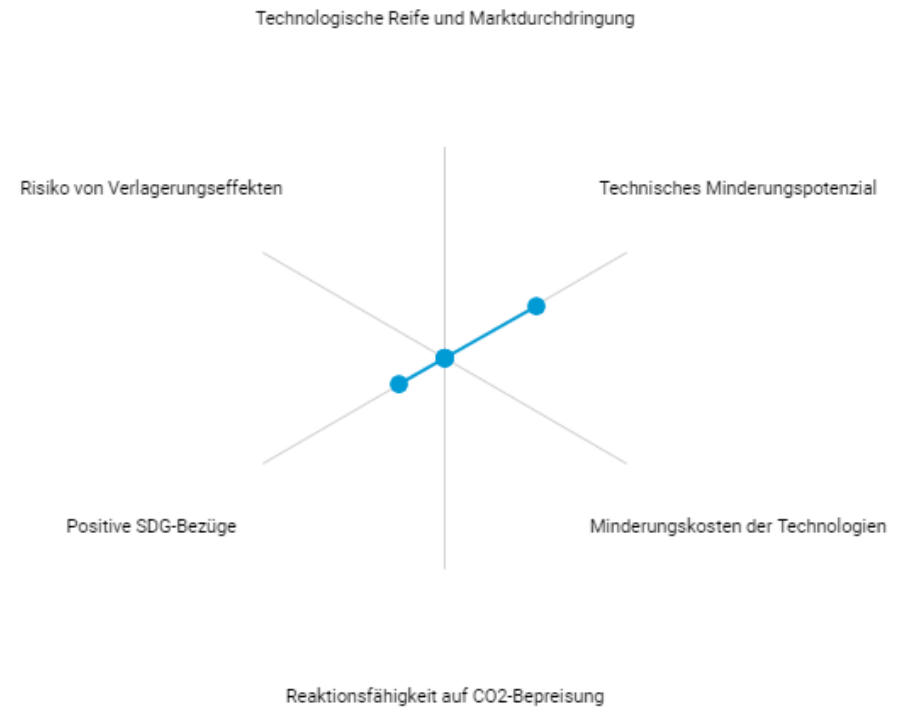 Technologische Reife und Marktdurchdringung
Risiko von Verlagerungseffekten
Technisches Minderungspotenzial
Positive SDG-Bezüge
Minderungskosten der Technologien
Reaktionsfähigkeit auf CO2-Bepreisung